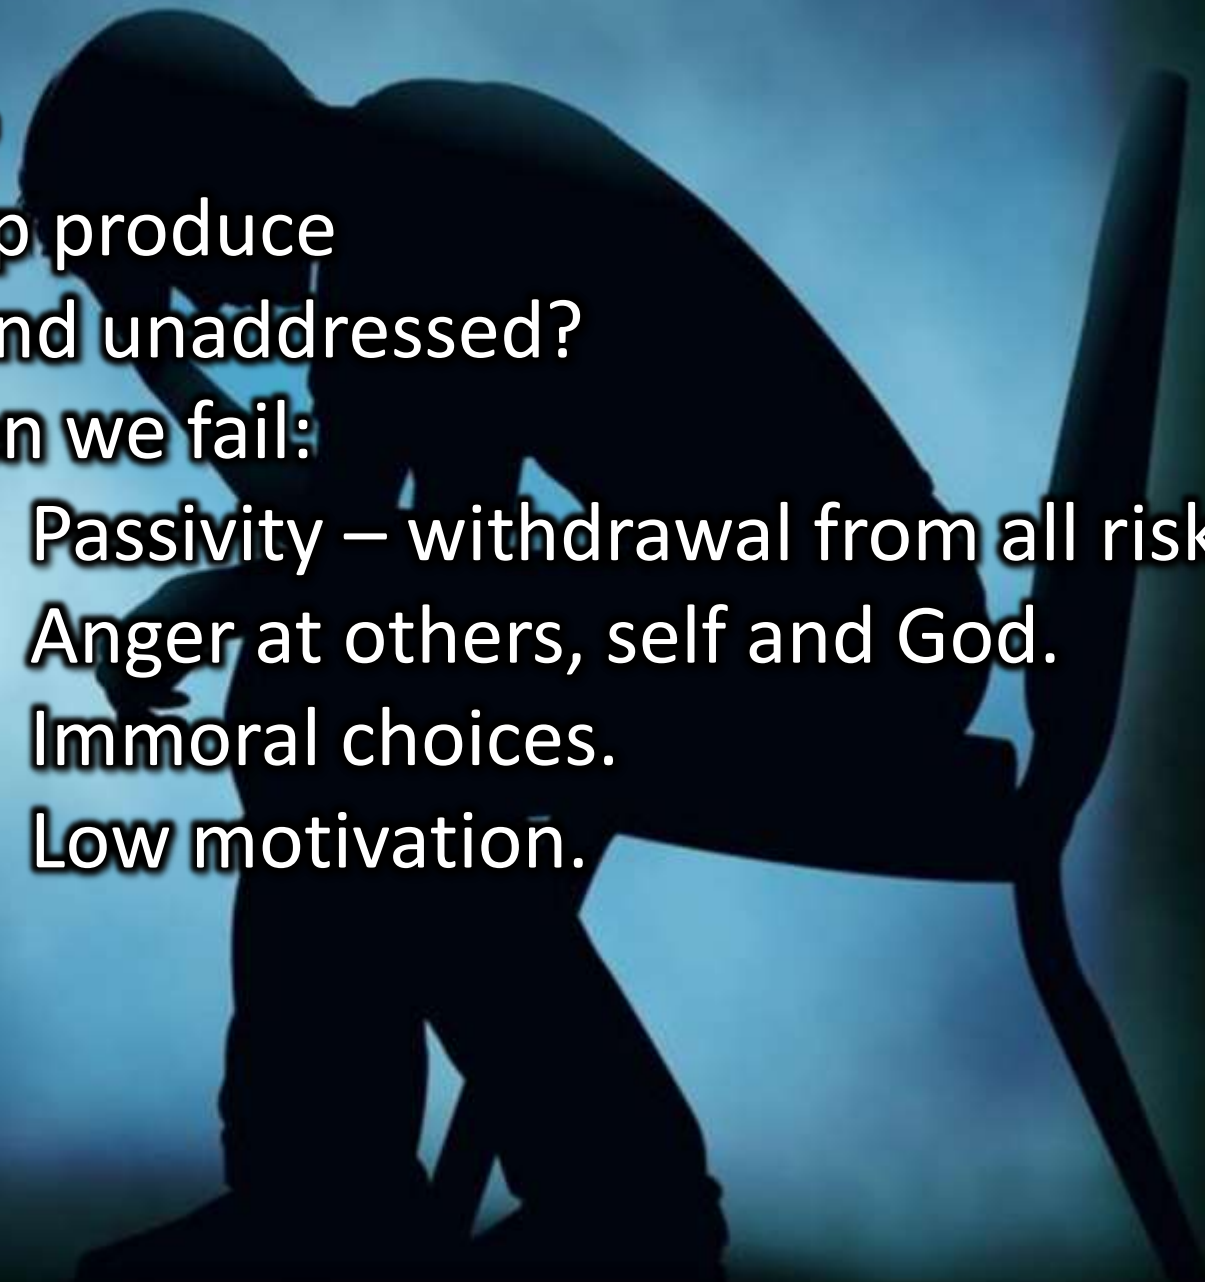 p produce
nd unaddressed?
n we fail:
Passivity – withdrawal from all risk
Anger at others, self and God.
Immoral choices.
Low motivation.